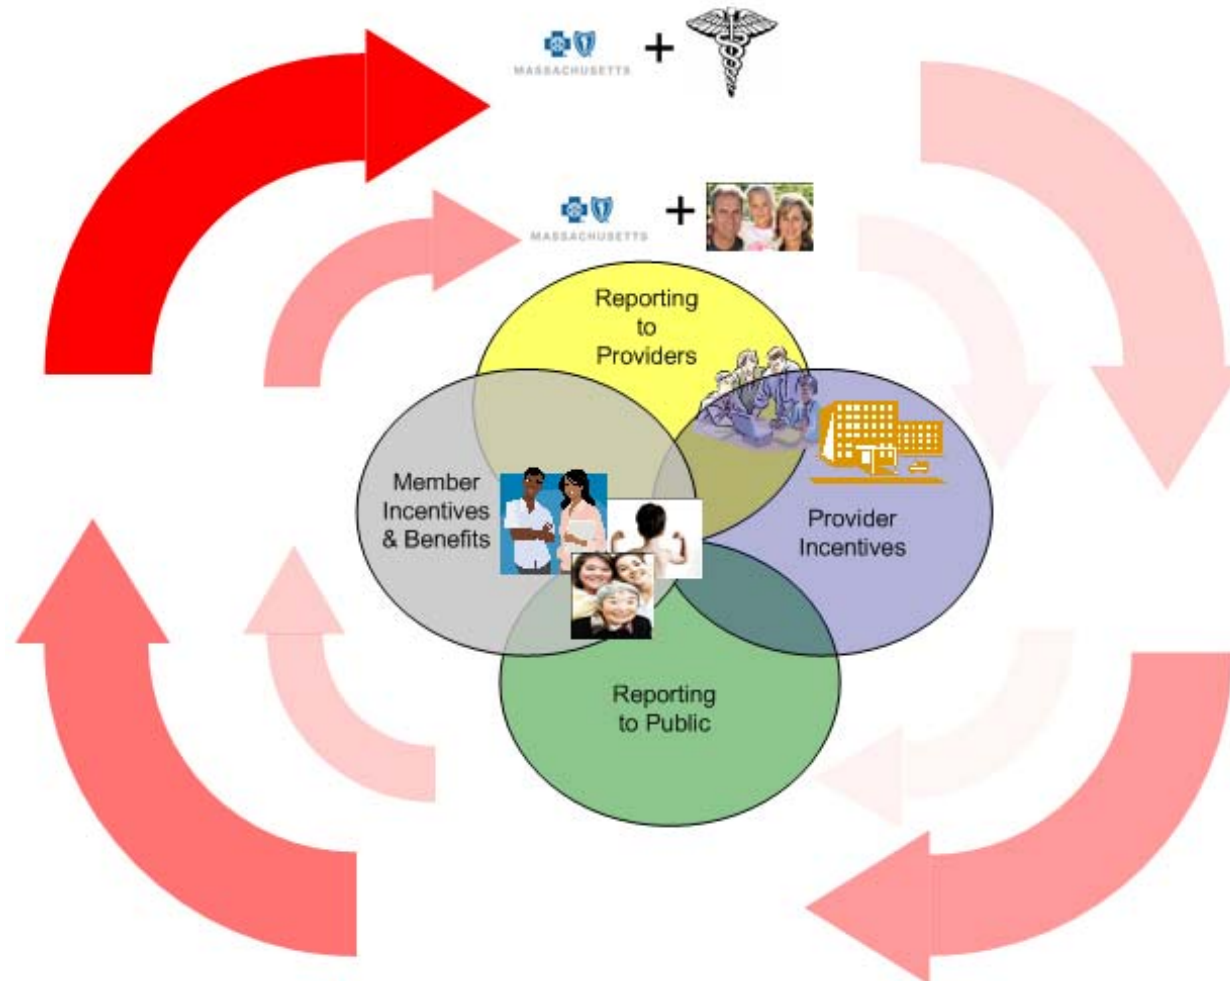 MASSACHUSETTS +
MASSACHUSETTS +
Reporting
to
Providers
Member
Incentives
& Benefits
Provider
Incentives
Reporting
to Public